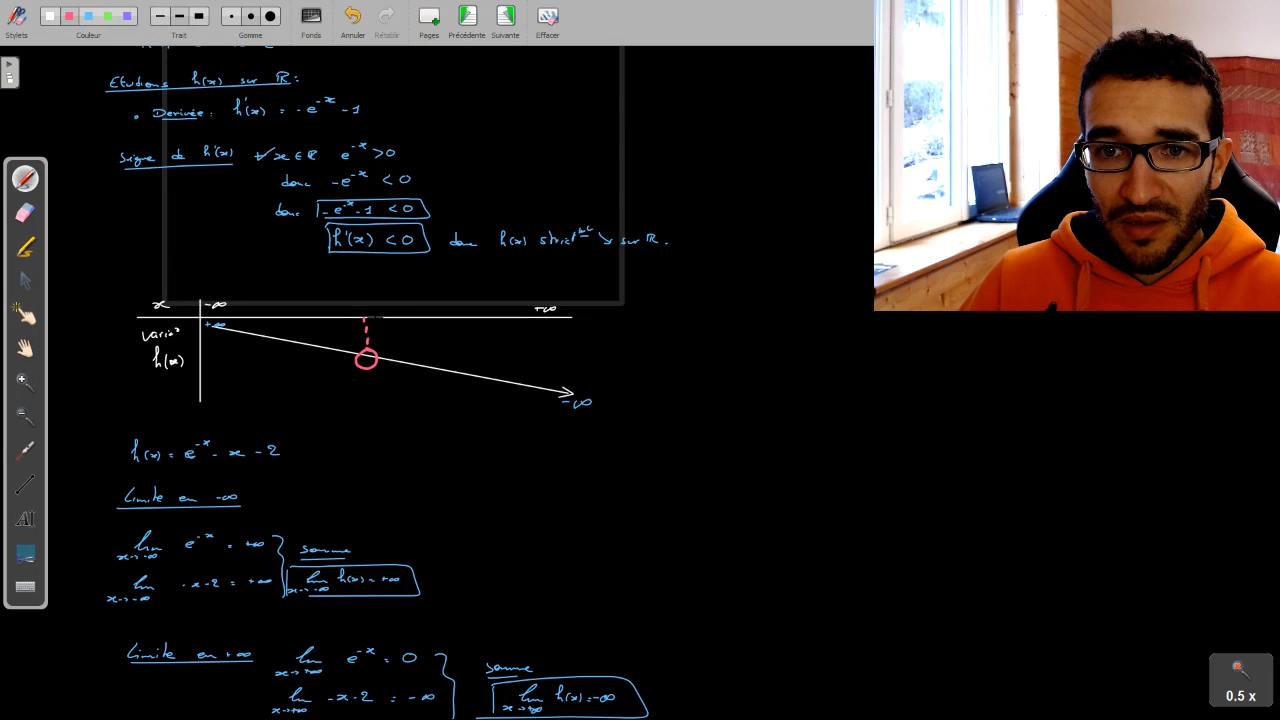 Stylets Couleur Trait Gomme Fonds Annuler Rétablir Pages Précédente Suivante Effacer
Etudions h(x) sur ℝ :
• Derivée : h'(x) = -e^{-x} - 1
Signe de h'(x) ∀x∈ℝ e^{-x} > 0
donc -e^{-x} < 0
donc -e^{-x} - 1 < 0
h'(x) < 0 donc h(x) strict^{mt} ↘ sur ℝ.
x -∞ +∞
+∞
variat°
h(x)
-∞
h(x) = e^{-x} - x - 2
Limite en -∞
lim x→-∞ e^{-x} = +∞
somme
lim x→-∞ -x-2 = +∞
lim x→-∞ h(x) = +∞
Limite en +∞
lim x→+∞ e^{-x} = 0
somme
lim x→+∞ -x-2 = -∞
lim x→+∞ h(x) = -∞
0.5 x